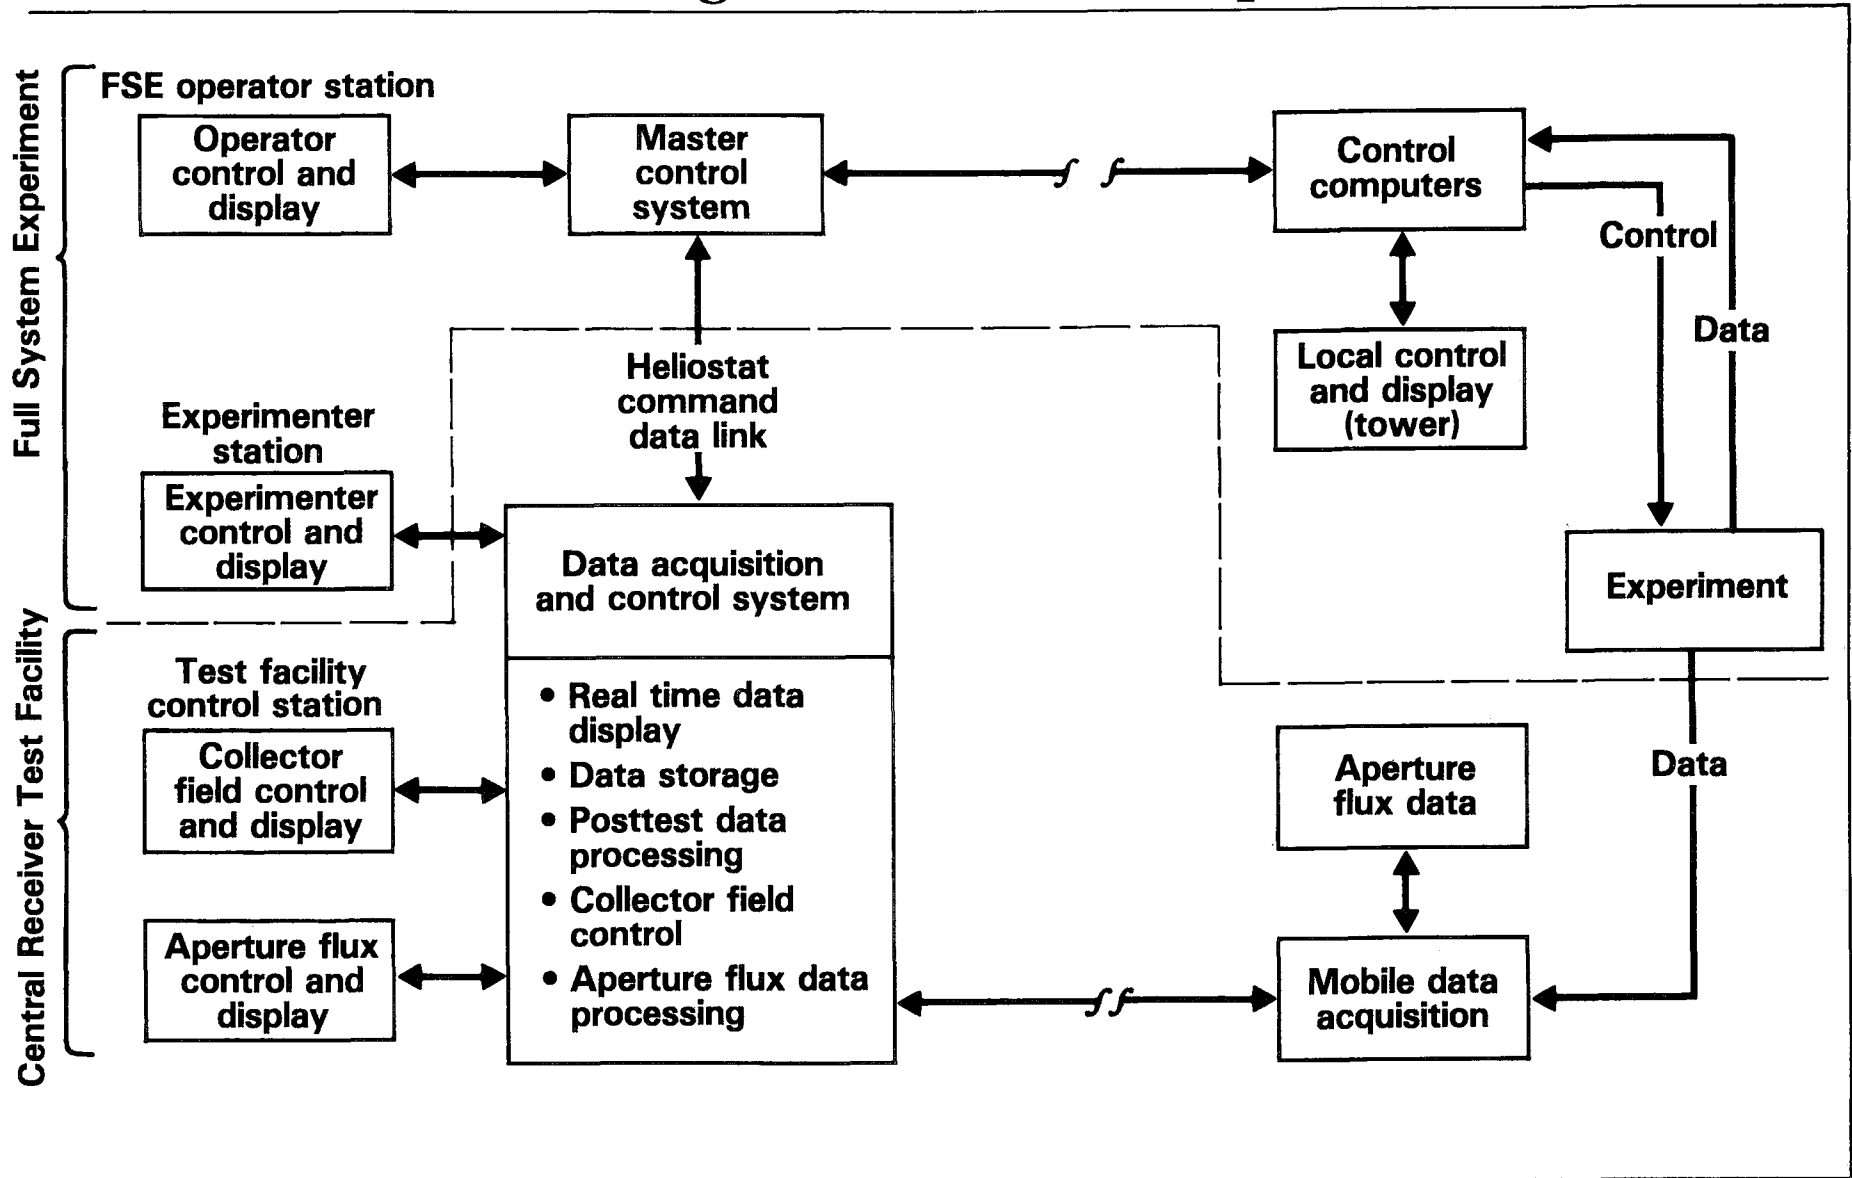 Full System Experiment
FSE operator station
Operator
control and
display
Master
control
system
Control
computers
Control
Data
Local control
and display
(tower)
Heliostat
command
data link
Experimenter
station
Experimenter
control and
display
Data acquisition
and control system
Experiment
Central Receiver Test Facility
Test facility
control station
Collector
field control
and display
Aperture flux
control and
display
• Real time data
display
• Data storage
• Posttest data
processing
• Collector field
control
• Aperture flux data
processing
Aperture
flux data
Data
Mobile data
acquisition